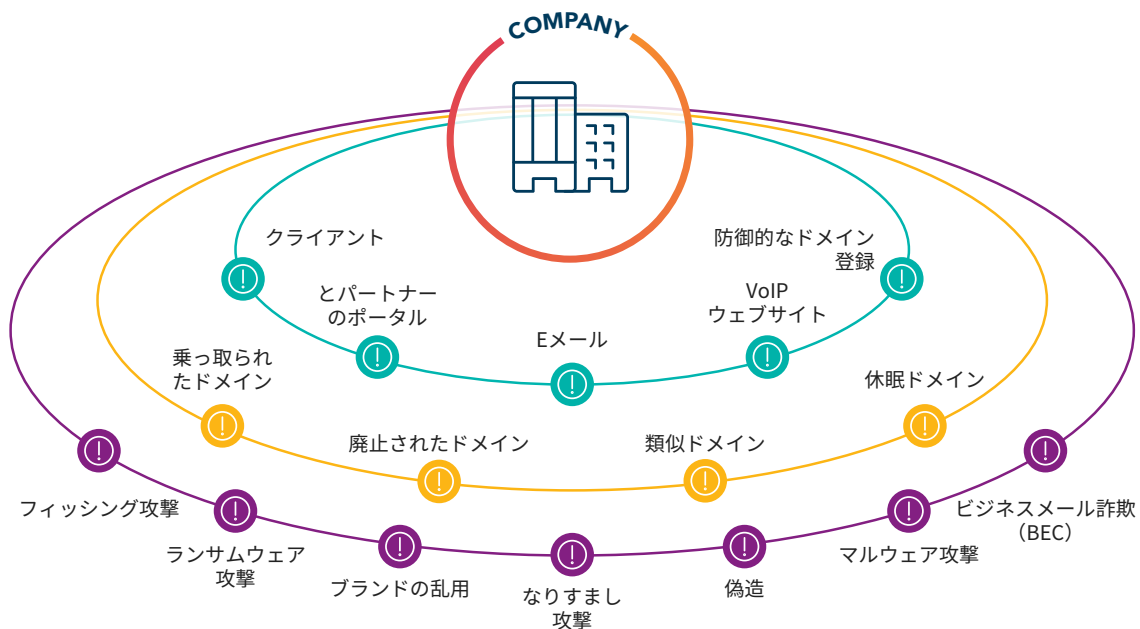 COMPANY
クライアント
防御的なドメイン
登録
とパートナー
のポータル
VoIP
ウェブサイト
Eメール
乗っ取られ
たドメイン
休眠ドメイン
廃止されたドメイン
類似ドメイン
フィッシング攻撃
ビジネスメール詐欺
（BEC）
ランサムウェア
攻撃
マルウェア攻撃
ブランドの乱用
偽造
なりすまし
攻撃